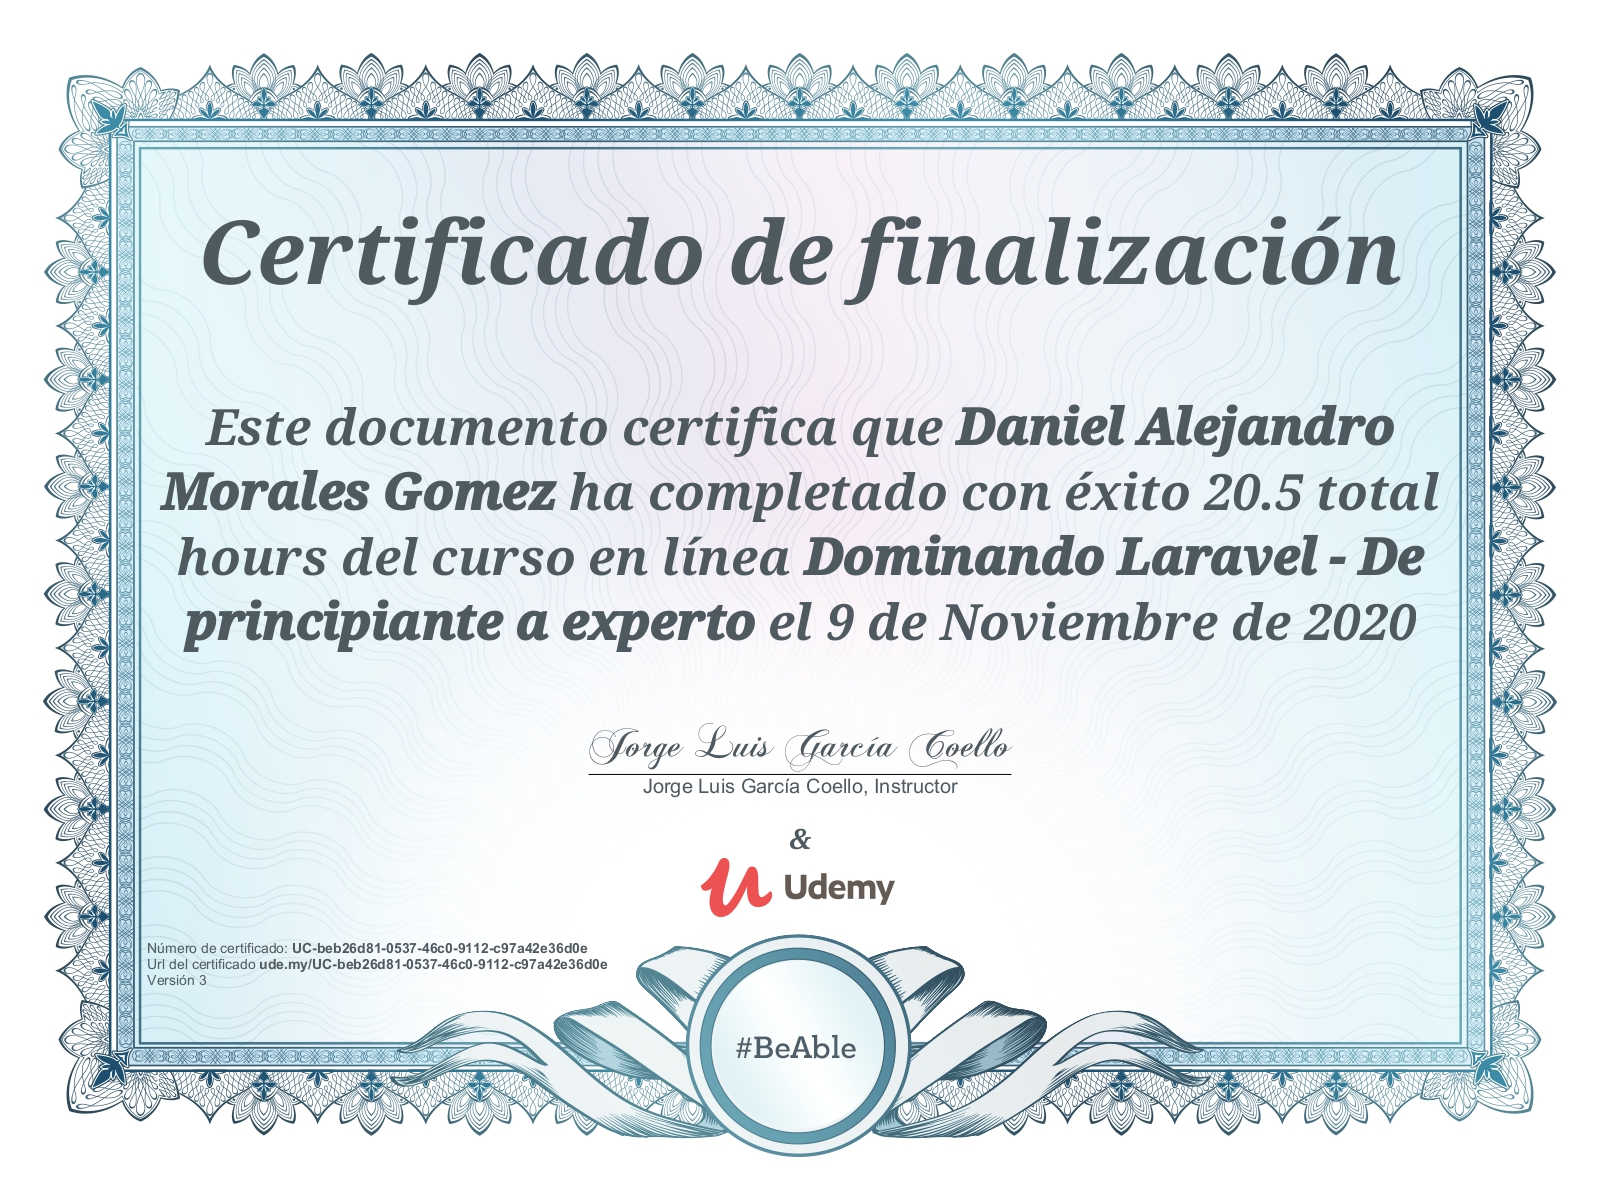 Certificado de finalización
Este documento certifica que Daniel Alejandro
Morales Gomez ha completado con éxito 20.5 total
hours del curso en línea Dominando Laravel - De
principiante a experto el 9 de Noviembre de 2020
Jorge Luis García Coello
Jorge Luis García Coello, Instructor
&
Udemy
Número de certificado: UC-beb26d81-0537-46c0-9112-c97a42e36d0e
Url del certificado ude.my/UC-beb26d81-0537-46c0-9112-c97a42e36d0e
Versión 3
#BeAble